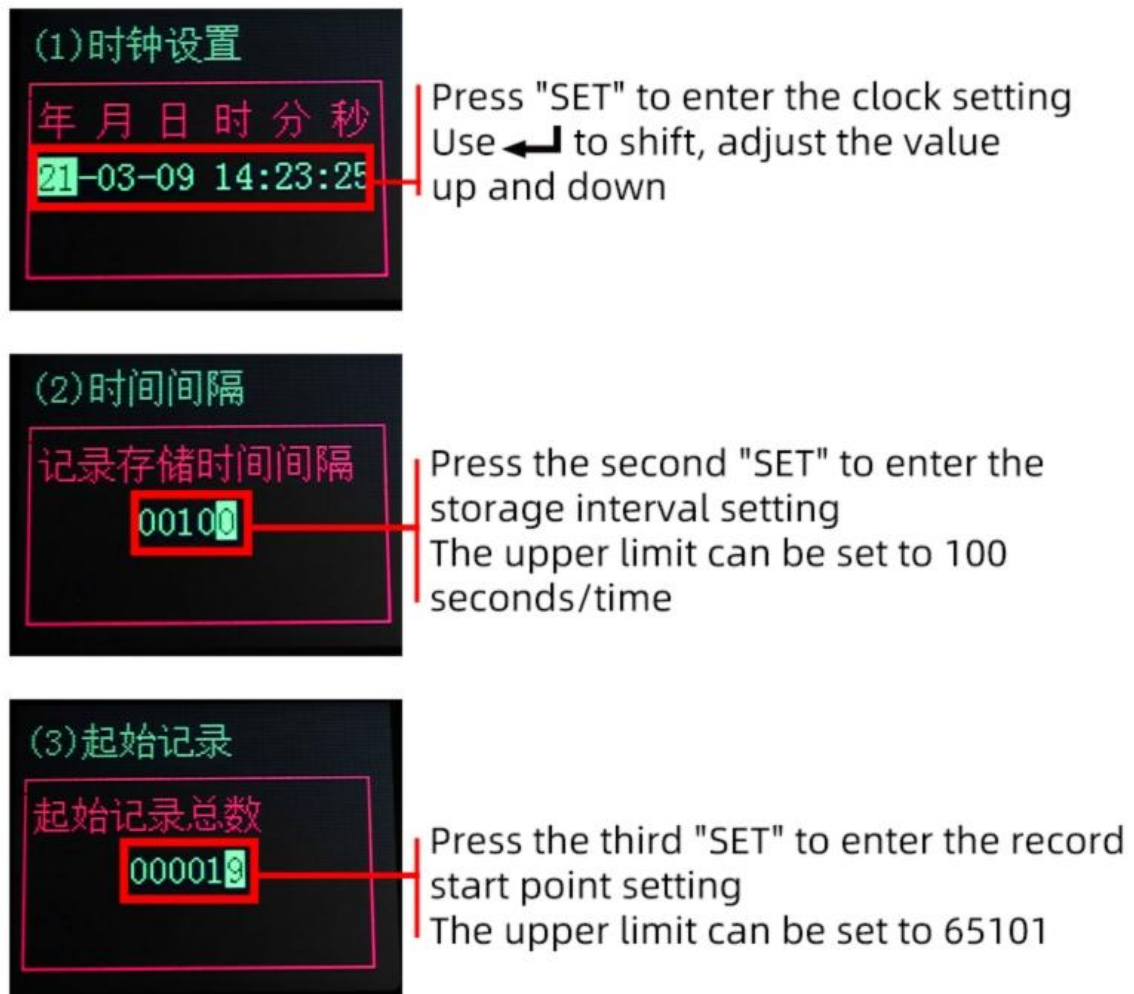 (1)时钟设置
年 月 日 时 分 秒
21-03-09 14:23:25
Press "SET" to enter the clock setting
Use to shift, adjust the value
up and down
(2)时间间隔
记录存储时间间隔
00100
Press the second "SET" to enter the
storage interval setting
The upper limit can be set to 100
seconds/time
(3)起始记录
起始记录总数
000019
Press the third "SET" to enter the record
start point setting
The upper limit can be set to 65101